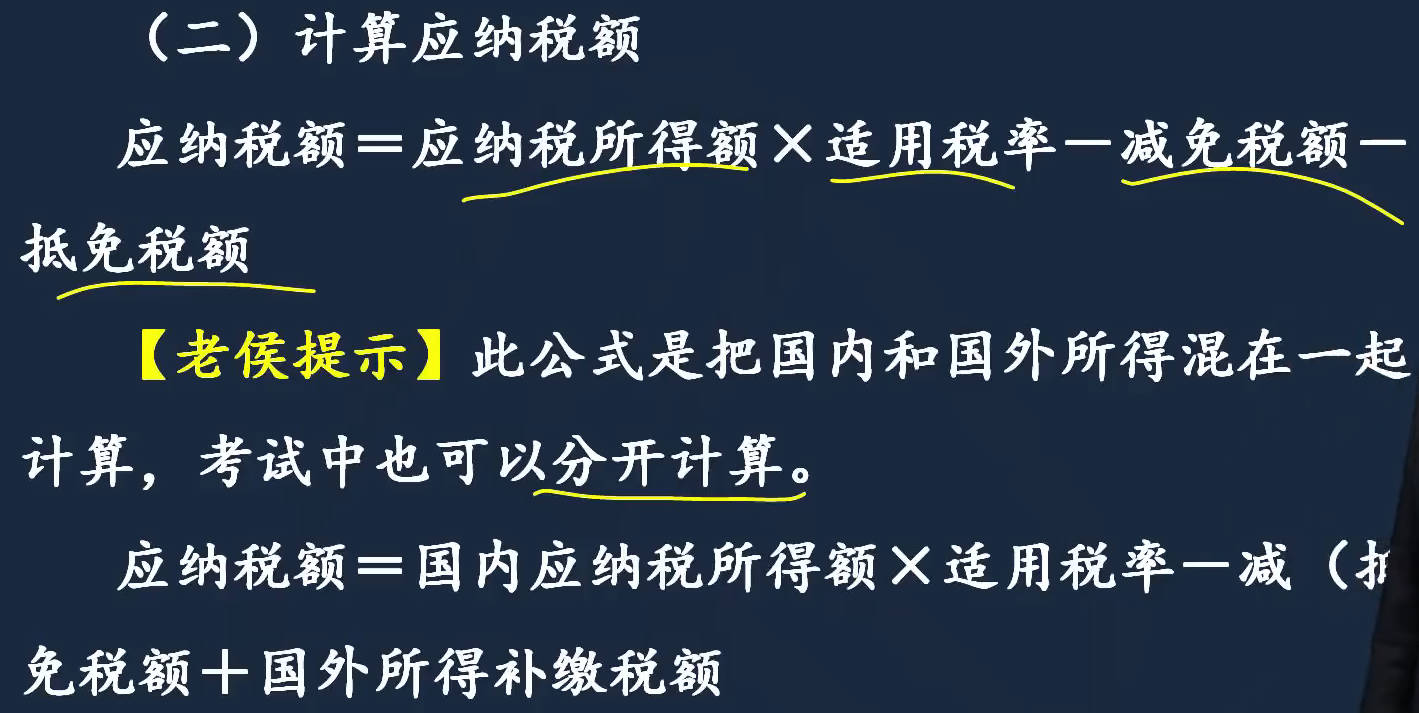 （二）计算应纳税额
应纳税额＝应纳税所得额×适用税率－减免税额－
抵免税额
【老侯提示】此公式是把国内和国外所得混在一起
计算，考试中也可以分开计算。
应纳税额＝国内应纳税所得额×适用税率－减（
免税额＋国外所得补缴税额